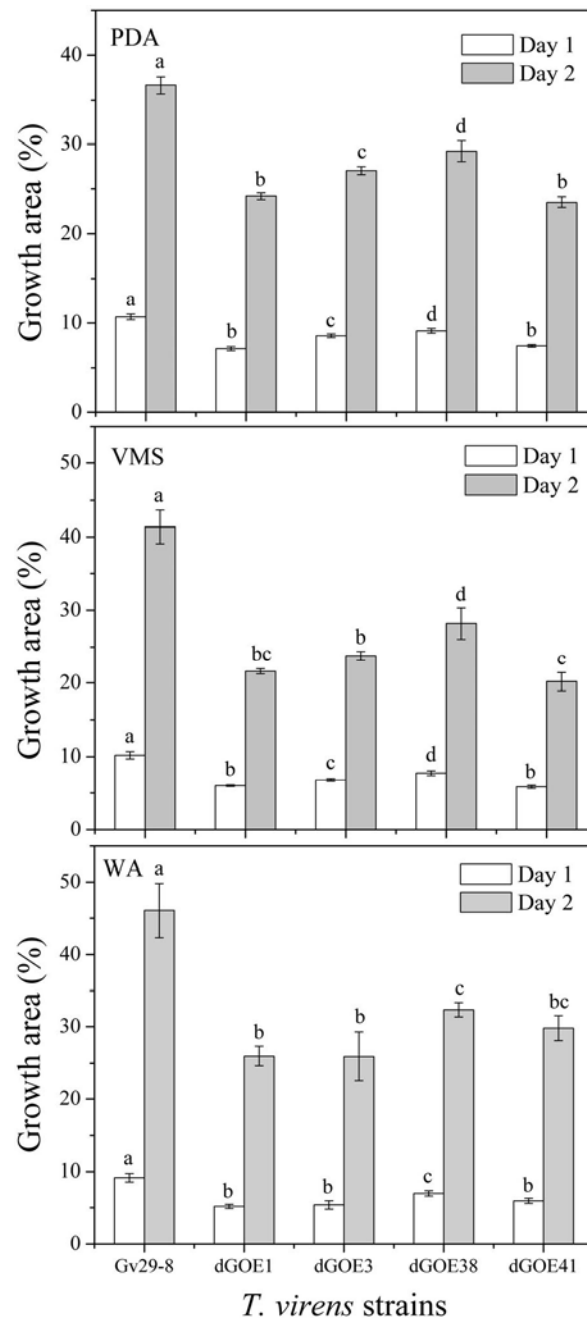 PDA
Day 1
Day 2
Growth area (%)
40
30
20
10
0
a
a
b
b
c
c
d
d
b
b
VMS
Day 1
Day 2
Growth area (%)
50
40
30
20
10
0
a
a
b
bc
c
b
d
d
b
c
WA
Day 1
Day 2
Growth area (%)
50
40
30
20
10
0
a
a
b
b
b
b
c
c
b
bc
Gv29-8 dGOE1 dGOE3 dGOE38 dGOE41
T. virens strains